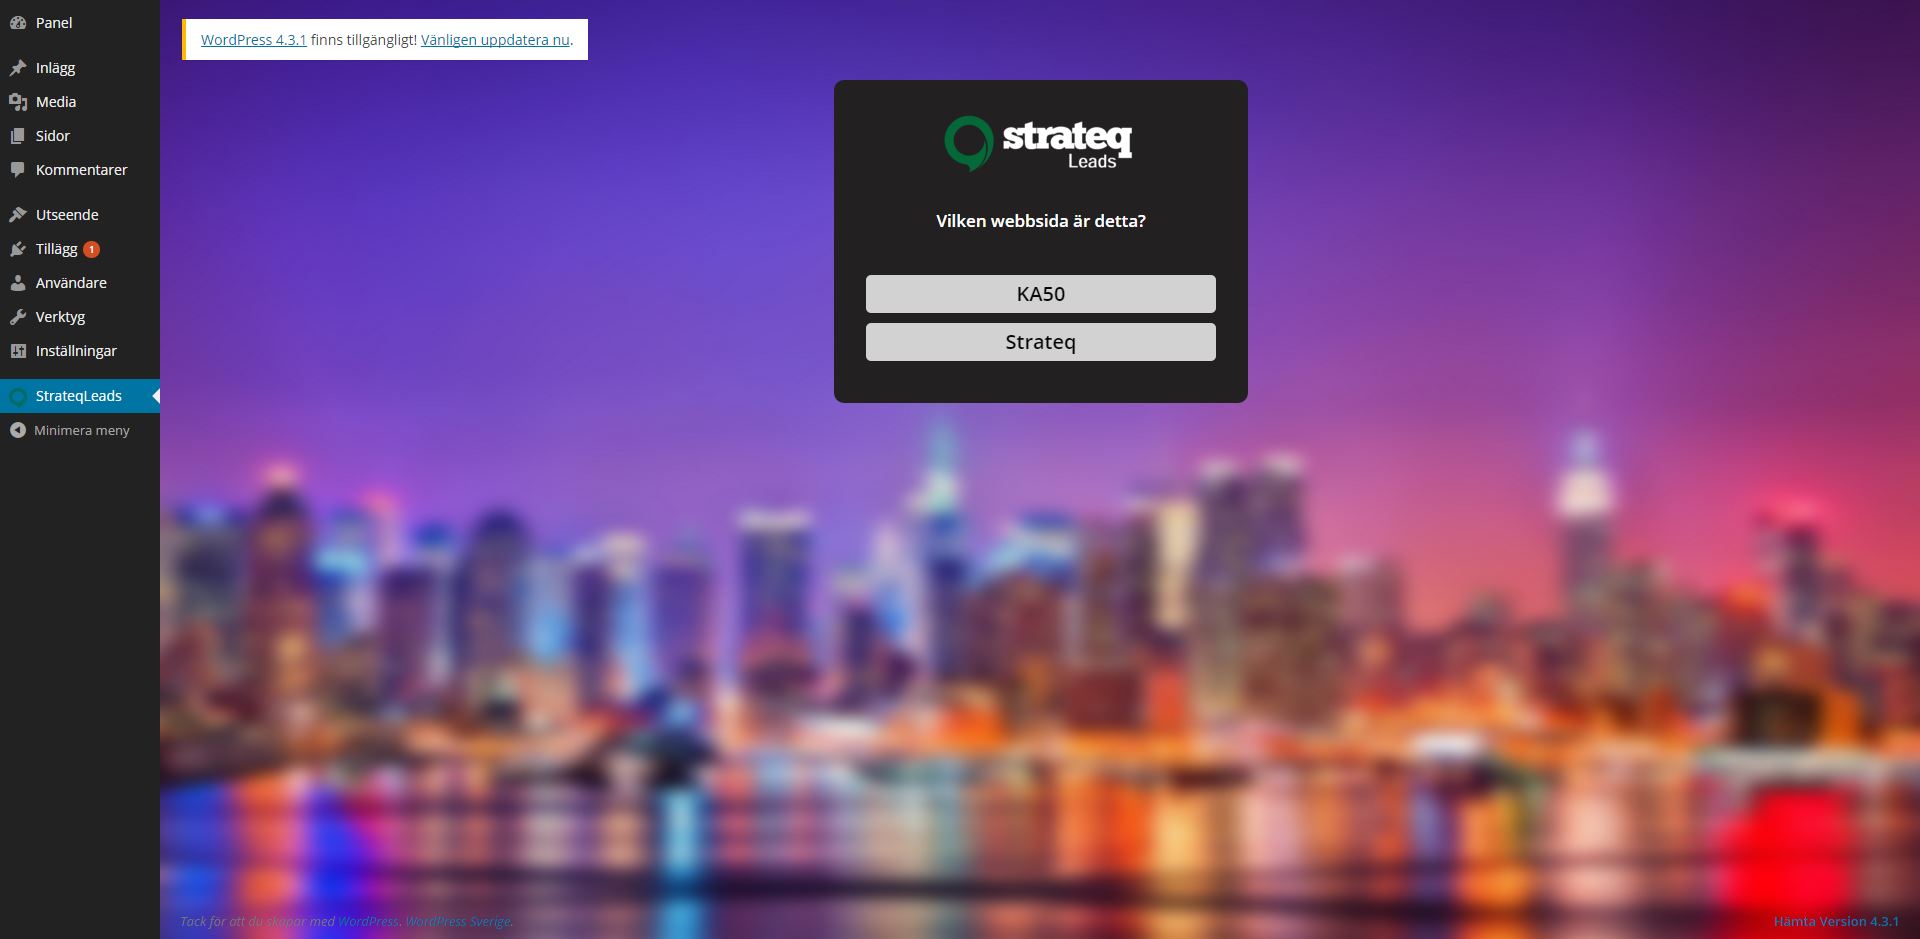 Panel
Inlägg
Media
Sidor
Kommentarer
Utseende
Tillägg 1
Användare
Verktyg
Inställningar
StrateqLeads
Minimera meny
WordPress 4.3.1 finns tillgängligt! Vänligen uppdatera nu.
strateq
Leads
Vilken webbsida är detta?
KA50
Strateq
Tack för att du skapar med WordPress. WordPress Sverige.
Hämta Version 4.3.1